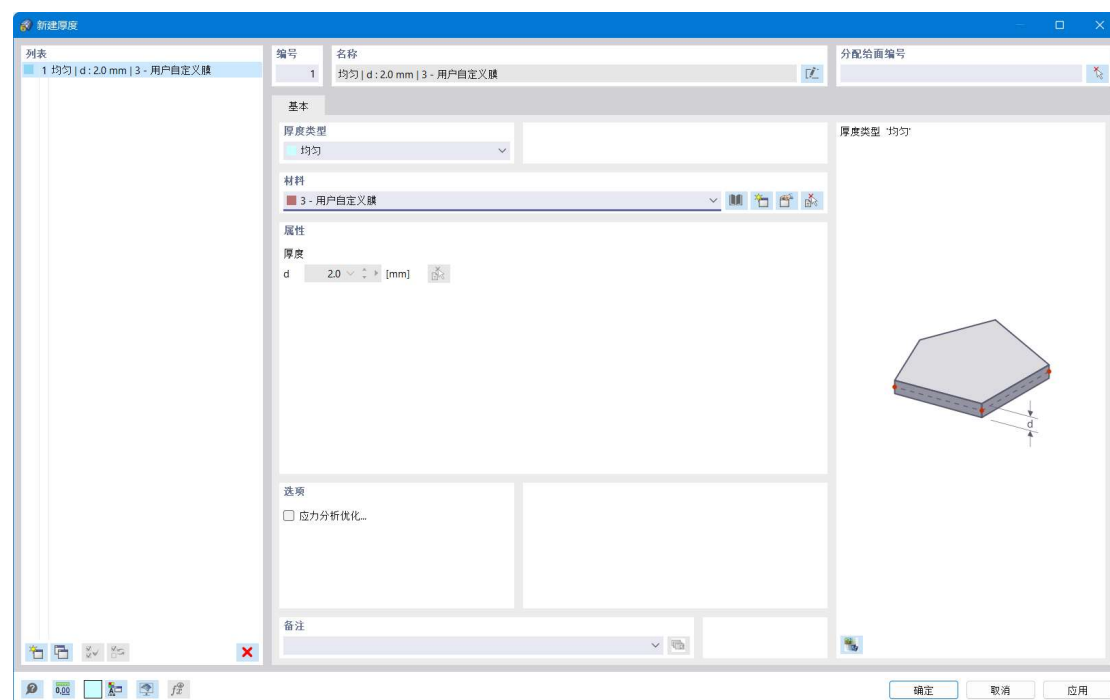 新建厚度
列表
1 均匀 | d : 2.0 mm | 3 - 用户自定义膜
编号
1
名称
均匀 | d : 2.0 mm | 3 - 用户自定义膜
分配给面编号
基本
厚度类型
均匀
材料
3 - 用户自定义膜
属性
厚度
d 2.0 [mm]
选项
应力分析优化...
备注
厚度类型 '均匀'
d
0,00
确定
取消
应用